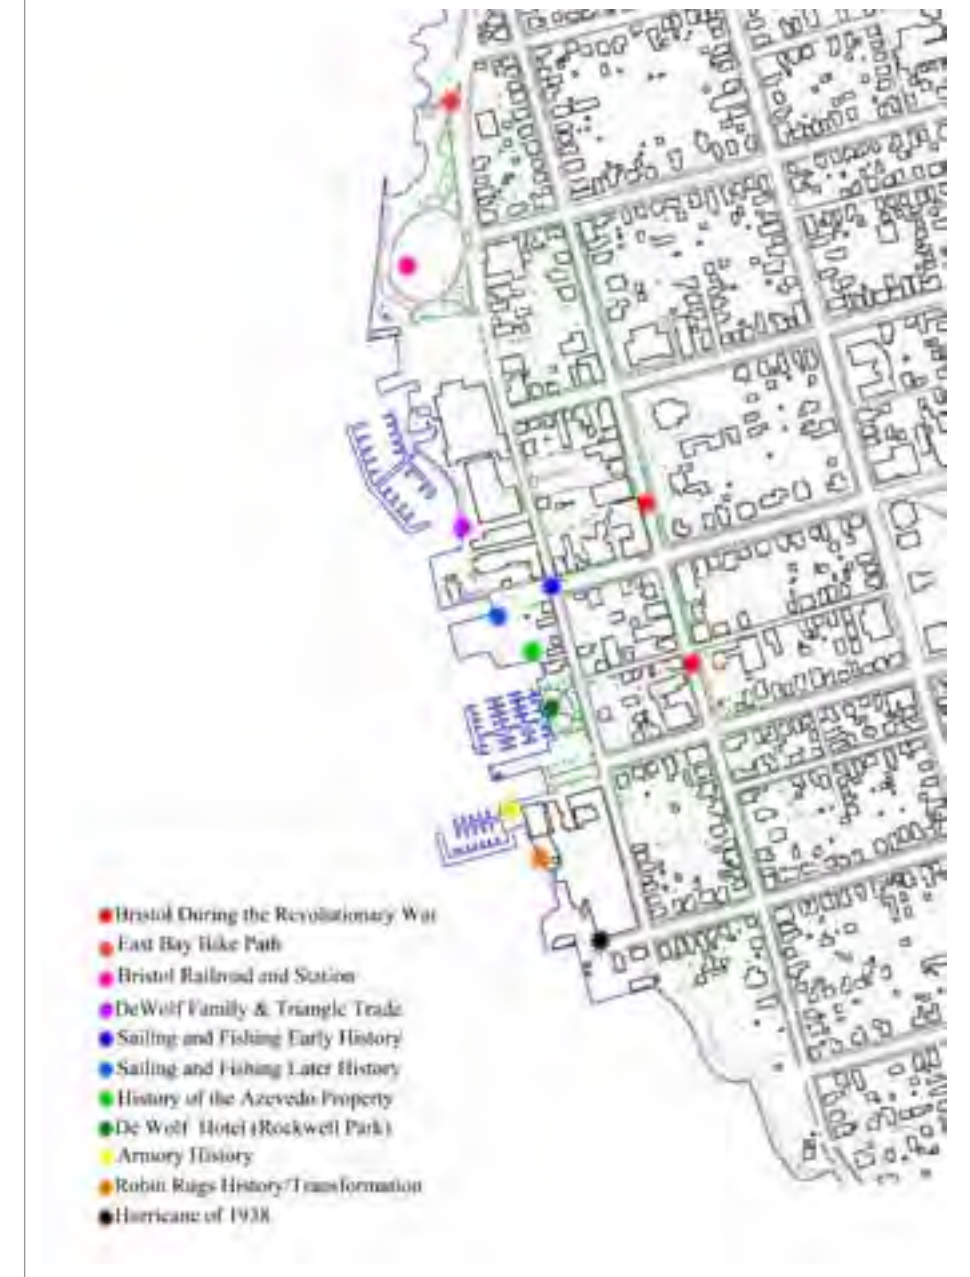 Bristol During the Revolutionary War
East Bay Bike Path
Bristol Railroad and Station
DeWolf Family & Triangle Trade
Sailing and Fishing Early History
Sailing and Fishing Later History
History of the Azevedo Property
De Wolf Hotel (Rockwell Park)
Armory History
Robin Rugs History/Transformation
Hurricane of 1938